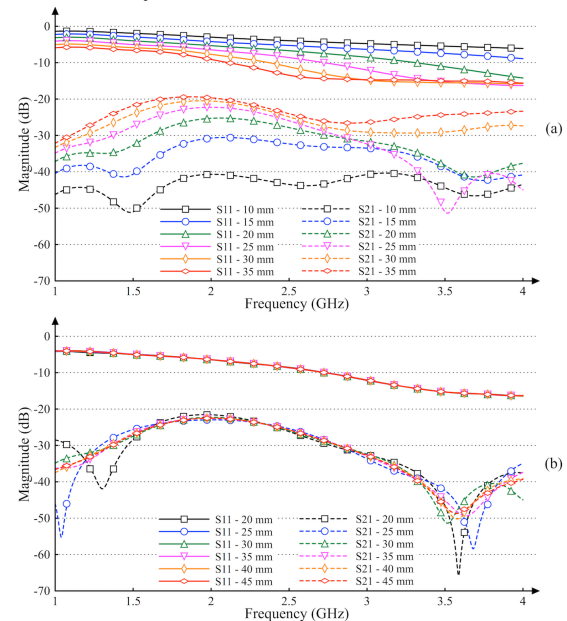 0
-10
-20
-30
-40
-50
-60
-70
Magnitude (dB)
(a)
S11 - 10 mm
S11 - 15 mm
S11 - 20 mm
S11 - 25 mm
S11 - 30 mm
S11 - 35 mm
S21 - 10 mm
S21 - 15 mm
S21 - 20 mm
S21 - 25 mm
S21 - 30 mm
S21 - 35 mm
1 1.5 2 2.5 3 3.5 4
Frequency (GHz)
0
-10
-20
-30
-40
-50
-60
-70
Magnitude (dB)
(b)
S11 - 20 mm
S11 - 25 mm
S11 - 30 mm
S11 - 35 mm
S11 - 40 mm
S11 - 45 mm
S21 - 20 mm
S21 - 25 mm
S21 - 30 mm
S21 - 35 mm
S21 - 40 mm
S21 - 45 mm
1 1.5 2 2.5 3 3.5 4
Frequency (GHz)